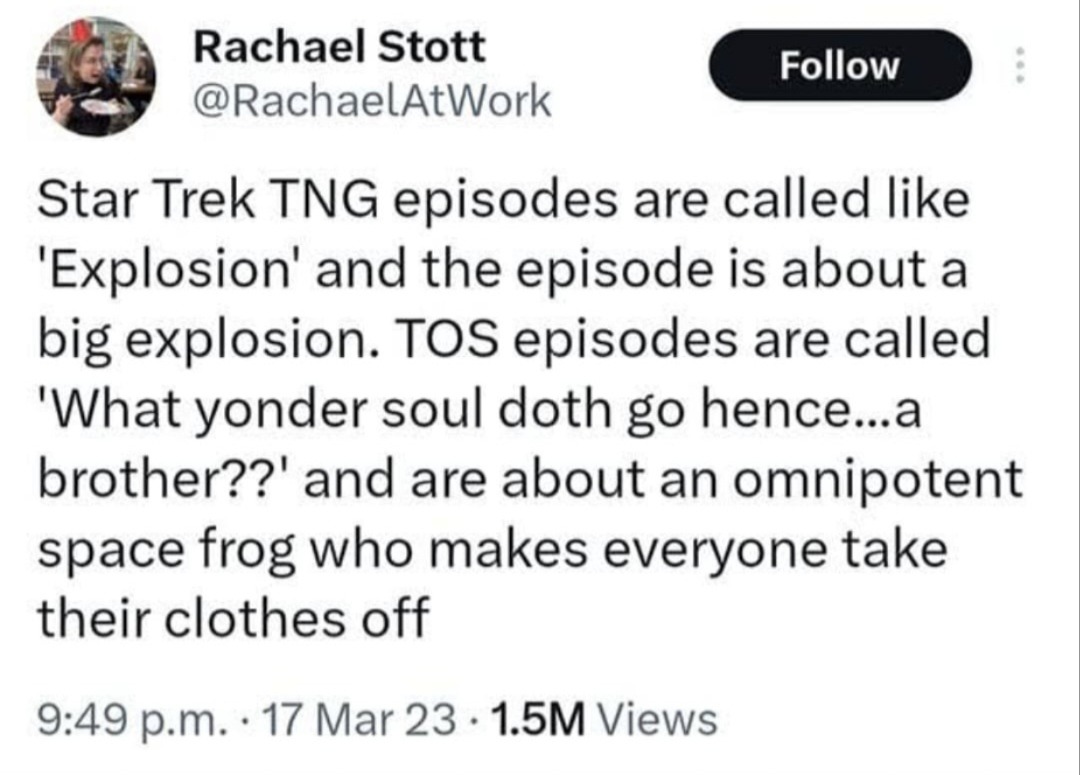 Rachael Stott
Follow
@RachaelAtWork
Star Trek TNG episodes are called like
'Explosion' and the episode is about a
big explosion. TOS episodes are called
'What yonder soul doth go hence...a
brother??' and are about an omnipotent
space frog who makes everyone take
their clothes off
9:49 p.m. · 17 Mar 23 · 1.5M Views